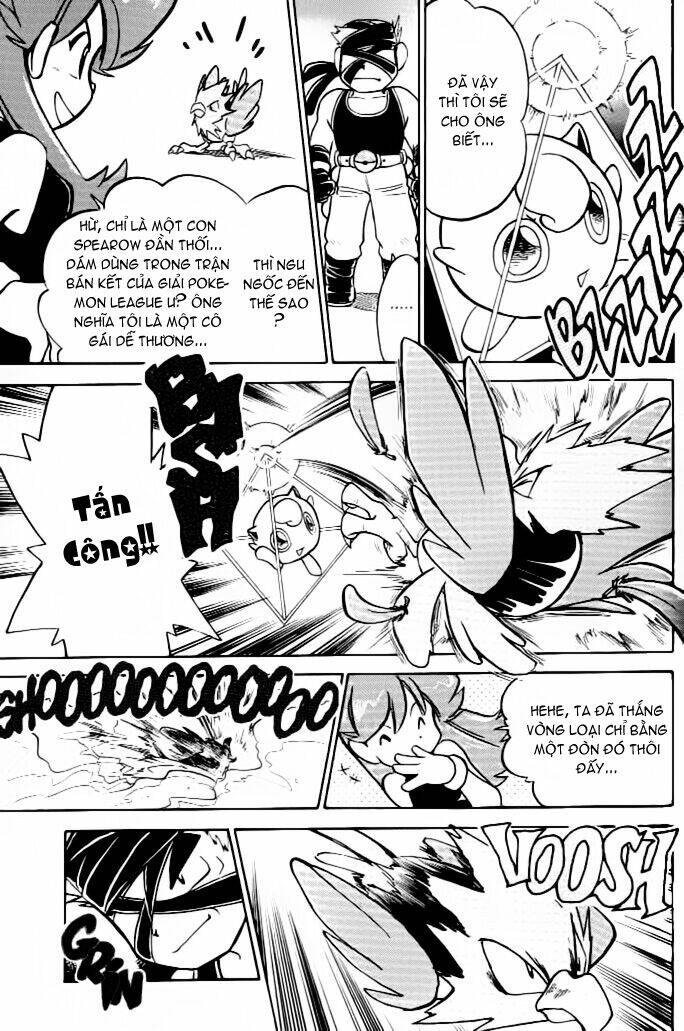 HỪ, CHỈ LÀ MỘT CON
SPEAROW ĐẦN THỐI...
DÁM DÙNG TRONG TRẬN
BÁN KẾT CỦA GIẢI POKE-
MON LEAGUE Ư? ÔNG
NGHĨA TÔI LÀ MỘT CÔ
GÁI DỄ THƯƠNG...
THÌ NGU
NGỐC ĐẾN
THẾ SAO
?
.....
ĐÃ VẬY
THÌ TÔI SẼ
CHO ÔNG
BIẾT...
BZZZZZZZZ
Tấn
Công!!
SHOOOOOOOOOOOO
HEHE, TA ĐÃ THẮNG
VÒNG LOẠI CHỈ BẰNG
MỘT ĐÒN ĐÓ THÔI
ĐẤY...
GRIN
VOOSH